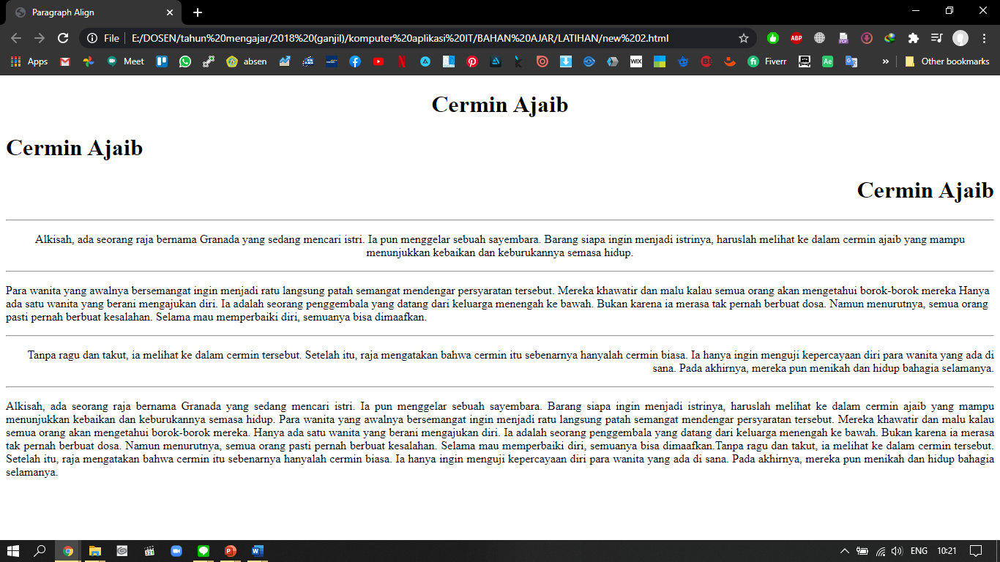 Paragraph Align
File E:/DOSEN/tahun%20mengajar/2018%20(ganjil)/komputer%20aplikasi%20IT/BAHAN%20AJAR/LATIHAN/new%202.html
ABP
PDF
Apps
Meet
absen
WIX
Fiverr
Ae
»
Other bookmarks
Cermin Ajaib
Cermin Ajaib
Cermin Ajaib
Alkisah, ada seorang raja bernama Granada yang sedang mencari istri. Ia pun menggelar sebuah sayembara. Barang siapa ingin menjadi istrinya, haruslah melihat ke dalam cermin ajaib yang mampu
menunjukkan kebaikan dan keburukannya semasa hidup.
Para wanita yang awalnya bersemangat ingin menjadi ratu langsung patah semangat mendengar persyaratan tersebut. Mereka khawatir dan malu kalau semua orang akan mengetahui borok-borok mereka Hanya
ada satu wanita yang berani mengajukan diri. Ia adalah seorang penggembala yang datang dari keluarga menengah ke bawah. Bukan karena ia merasa tak pernah berbuat dosa. Namun menurutnya, semua orang
pasti pernah berbuat kesalahan. Selama mau memperbaiki diri, semuanya bisa dimaafkan.
Tanpa ragu dan takut, ia melihat ke dalam cermin tersebut. Setelah itu, raja mengatakan bahwa cermin itu sebenarnya hanyalah cermin biasa. Ia hanya ingin menguji kepercayaan diri para wanita yang ada di
sana. Pada akhirnya, mereka pun menikah dan hidup bahagia selamanya.
Alkisah, ada seorang raja bernama Granada yang sedang mencari istri. Ia pun menggelar sebuah sayembara. Barang siapa ingin menjadi istrinya, haruslah melihat ke dalam cermin ajaib yang mampu
menunjukkan kebaikan dan keburukannya semasa hidup. Para wanita yang awalnya bersemangat ingin menjadi ratu langsung patah semangat mendengar persyaratan tersebut. Mereka khawatir dan malu kalau
semua orang akan mengetahui borok-borok mereka. Hanya ada satu wanita yang berani mengajukan diri. Ia adalah seorang penggembala yang datang dari keluarga menengah ke bawah. Bukan karena ia merasa
tak pernah berbuat dosa. Namun menurutnya, semua orang pasti pernah berbuat kesalahan. Selama mau memperbaiki diri, semuanya bisa dimaafkan.Tanpa ragu dan takut, ia melihat ke dalam cermin tersebut.
Setelah itu, raja mengatakan bahwa cermin itu sebenarnya hanyalah cermin biasa. Ia hanya ingin menguji kepercayaan diri para wanita yang ada di sana. Pada akhirnya, mereka pun menikah dan hidup bahagia
selamanya.
ENG 10:21